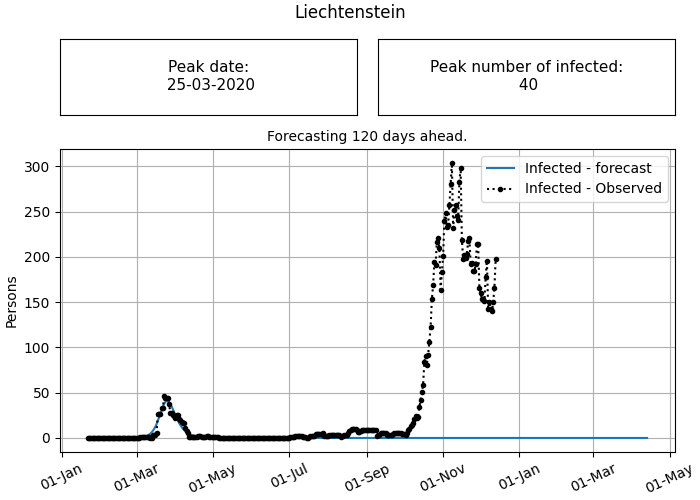 Liechtenstein
Peak date:
25-03-2020
Peak number of infected:
40
Forecasting 120 days ahead.
Infected - forecast
Infected - Observed
Persons
300
250
200
150
100
50
0
01-Jan
01-Mar
01-May
01-Jul
01-Sep
01-Nov
01-Jan
01-Mar
01-May